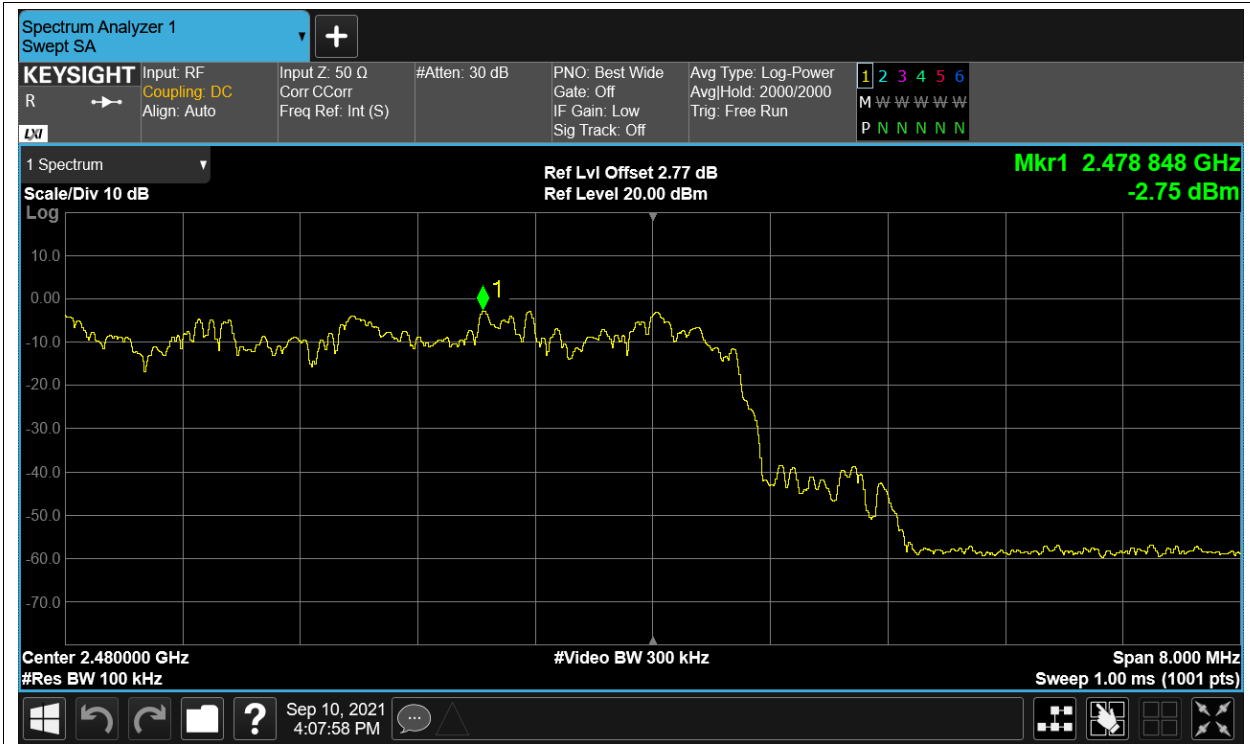 Spectrum Analyzer 1
Swept SA
KEYSIGHT
R
LXI
Input: RF
Coupling: DC
Align: Auto
Input Z: 50 Ω
Corr CCorr
Freq Ref: Int (S)
#Atten: 30 dB
PNO: Best Wide
Gate: Off
IF Gain: Low
Sig Track: Off
Avg Type: Log-Power
Avg|Hold: 2000/2000
Trig: Free Run
1 2 3 4 5 6
M W W W W W
P N N N N N
1 Spectrum
Scale/Div 10 dB
Ref Lvl Offset 2.77 dB
Ref Level 20.00 dBm
Mkr1 2.478 848 GHz
-2.75 dBm
Log
10.0
0.00
-10.0
-20.0
-30.0
-40.0
-50.0
-60.0
-70.0
1
Center 2.480000 GHz
#Res BW 100 kHz
#Video BW 300 kHz
Span 8.000 MHz
Sweep 1.00 ms (1001 pts)
?
Sep 10, 2021
4:07:58 PM